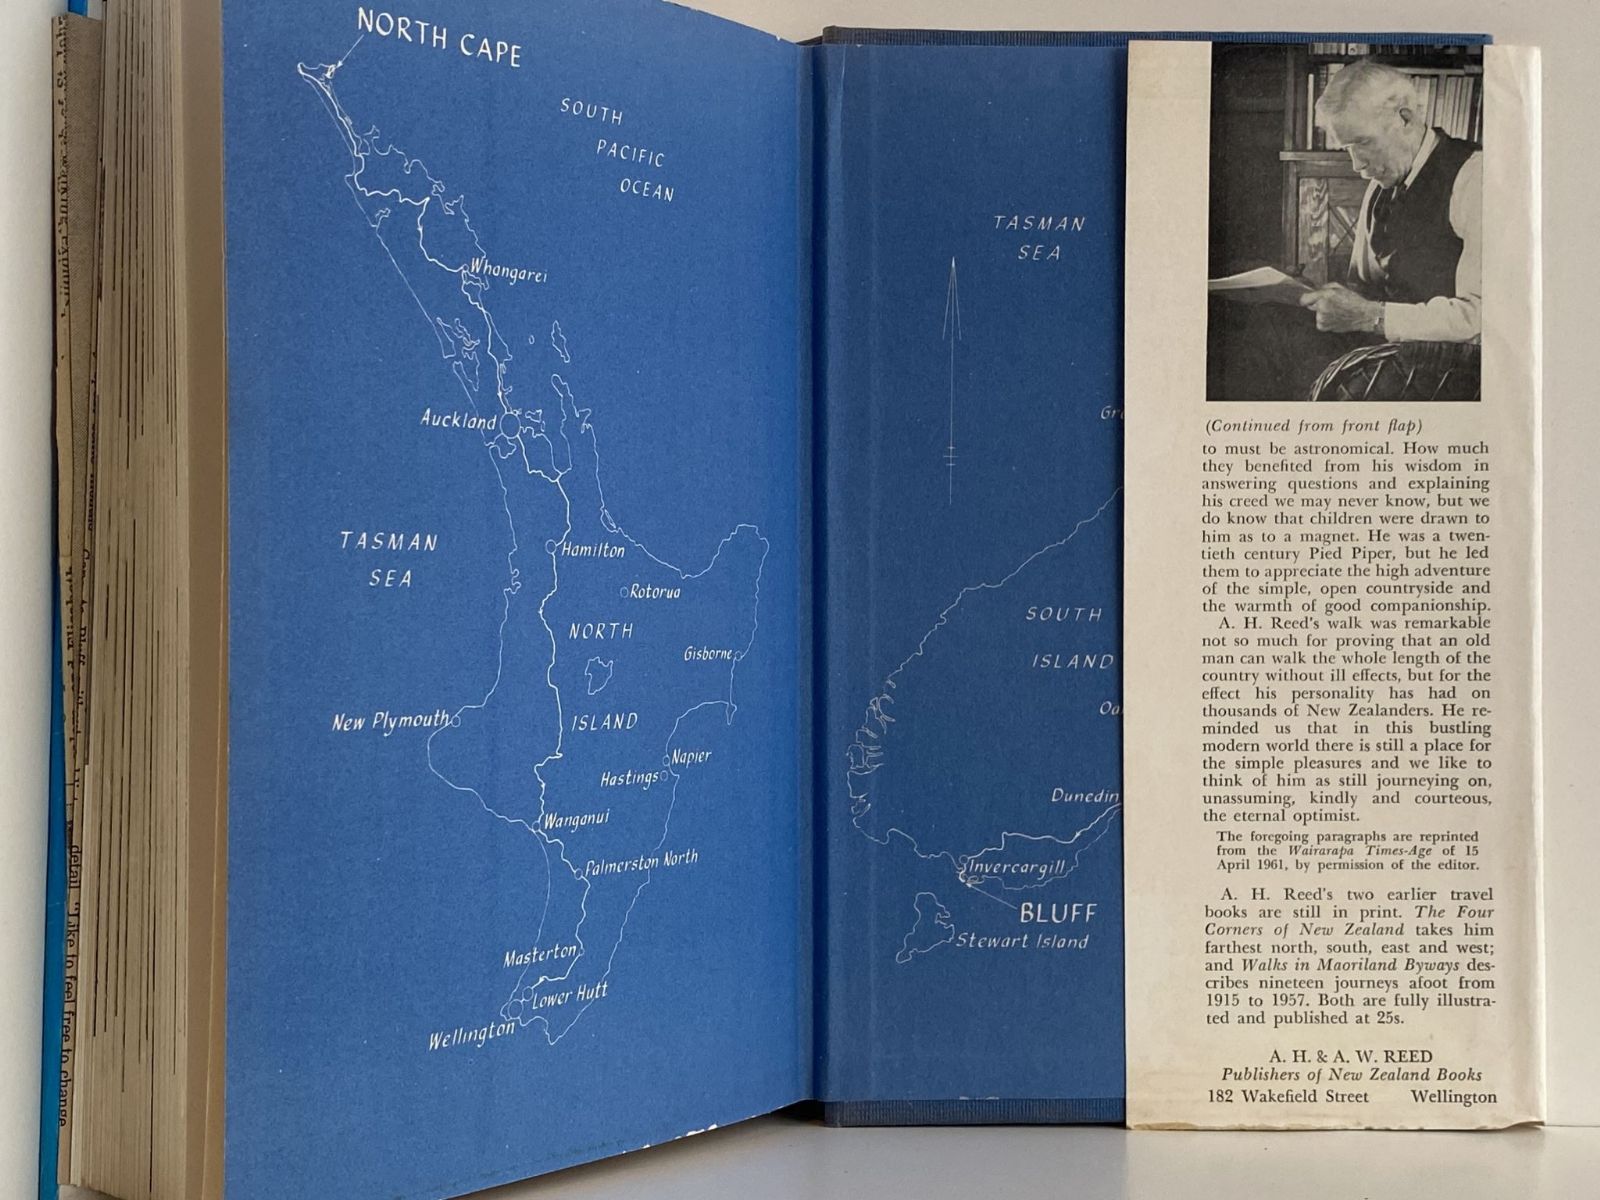 NORTH CAPE
SOUTH
PACIFIC
OCEAN
Whangarei
Auckland
TASMAN
SEA
Hamilton
Rotorua
NORTH
Gisborne
New Plymouth
ISLAND
Napier
Hastings
Wanganui
Palmerston North
Masterton
Lower Hutt
Wellington
TASMAN
SEA
SOUTH
ISLAND
Dunedin
Invercargill
BLUFF
Stewart Island
(Continued from front flap)
to must be astronomical. How much
they benefited from his wisdom in
answering questions and explaining
his creed we may never know, but we
do know that children were drawn to
him as to a magnet. He was a twen-
tieth century Pied Piper, but he led
them to appreciate the high adventure
of the simple, open countryside and
the warmth of good companionship.
A. H. Reed's walk was remarkable
not so much for proving that an old
man can walk the whole length of the
country without ill effects, but for the
effect his personality has had on
thousands of New Zealanders. He re-
minded us that in this bustling
modern world there is still a place for
the simple pleasures and we like to
think of him as still journeying on,
unassuming, kindly and courteous,
the eternal optimist.
The foregoing paragraphs are reprinted
from the Wairarapa Times-Age of 15
April 1961, by permission of the editor.
A. H. Reed's two earlier travel
books are still in print. The Four
Corners of New Zealand takes him
farthest north, south, east and west;
and Walks in Maoriland Byways des-
cribes nineteen journeys afoot from
1915 to 1957. Both are fully illustra-
ted and published at 25s.
A. H. & A. W. REED
Publishers of New Zealand Books
182 Wakefield Street Wellington
detail "Like to feel free to change